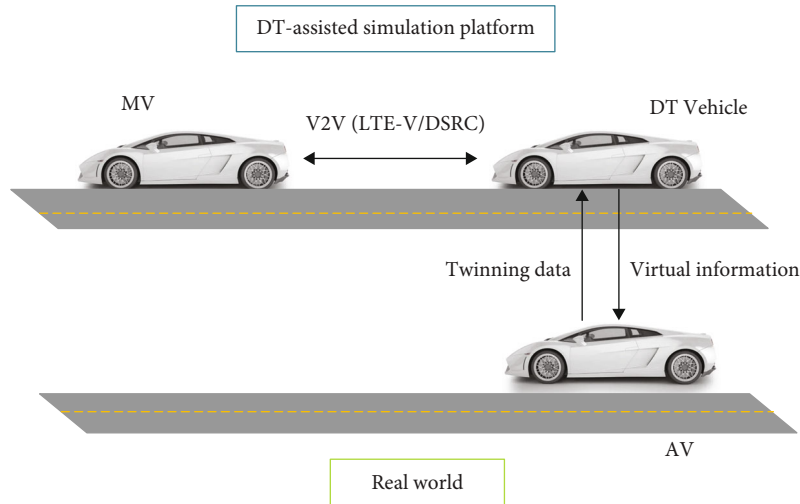 DT-assisted simulation platform
MV
V2V (LTE-V/DSRC)
DT Vehicle
Twinning data
Virtual information
AV
Real world